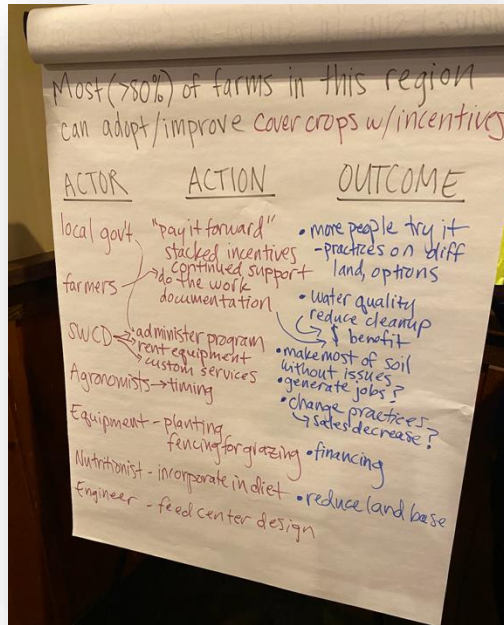 Most (>80%) of farms in this region
can adopt/improve cover crops w/incentives
ACTOR ACTION OUTCOME
local govt
"pay it forward"
stacked incentives
continued support
farmers
do the work
documentation
SWCD
administer program
rent equipment
custom services
Agronomists → timing
Equipment - planting
fencing for grazing
Nutritionist - incorporate in diet
Engineer - feed center design
• more people try it
- practices on diff
land, options
• water quality
reduce cleanup
$ benefit
• make most of soil
without issues
• generate jobs?
• change practices
sales decrease?
• financing
• reduce land base